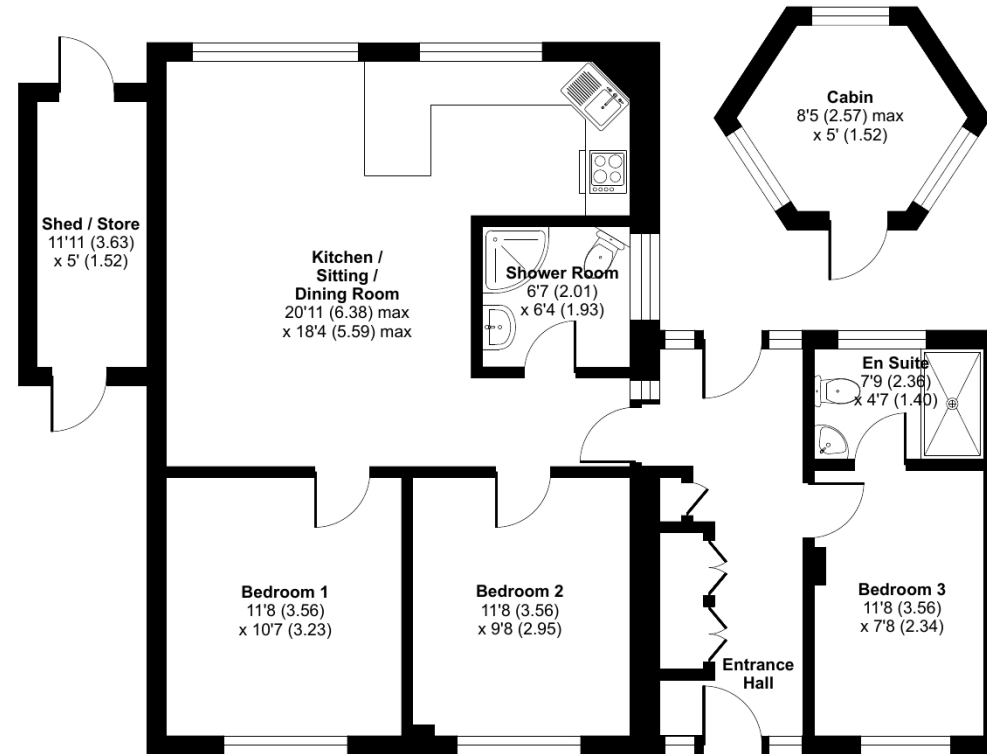 Cabin
8'5 (2.57) max
x 5' (1.52)
Shed / Store
11'11 (3.63)
x 5' (1.52)
Kitchen /
Sitting /
Dining Room
20'11 (6.38) max
x 18'4 (5.59) max
Shower Room
6'7 (2.01)
x 6'4 (1.93)
En Suite
7'9 (2.36)
x 4'7 (1.40)
Bedroom 1
11'8 (3.56)
x 10'7 (3.23)
Bedroom 2
11'8 (3.56)
x 9'8 (2.95)
Bedroom 3
11'8 (3.56)
x 7'8 (2.34)
Entrance
Hall